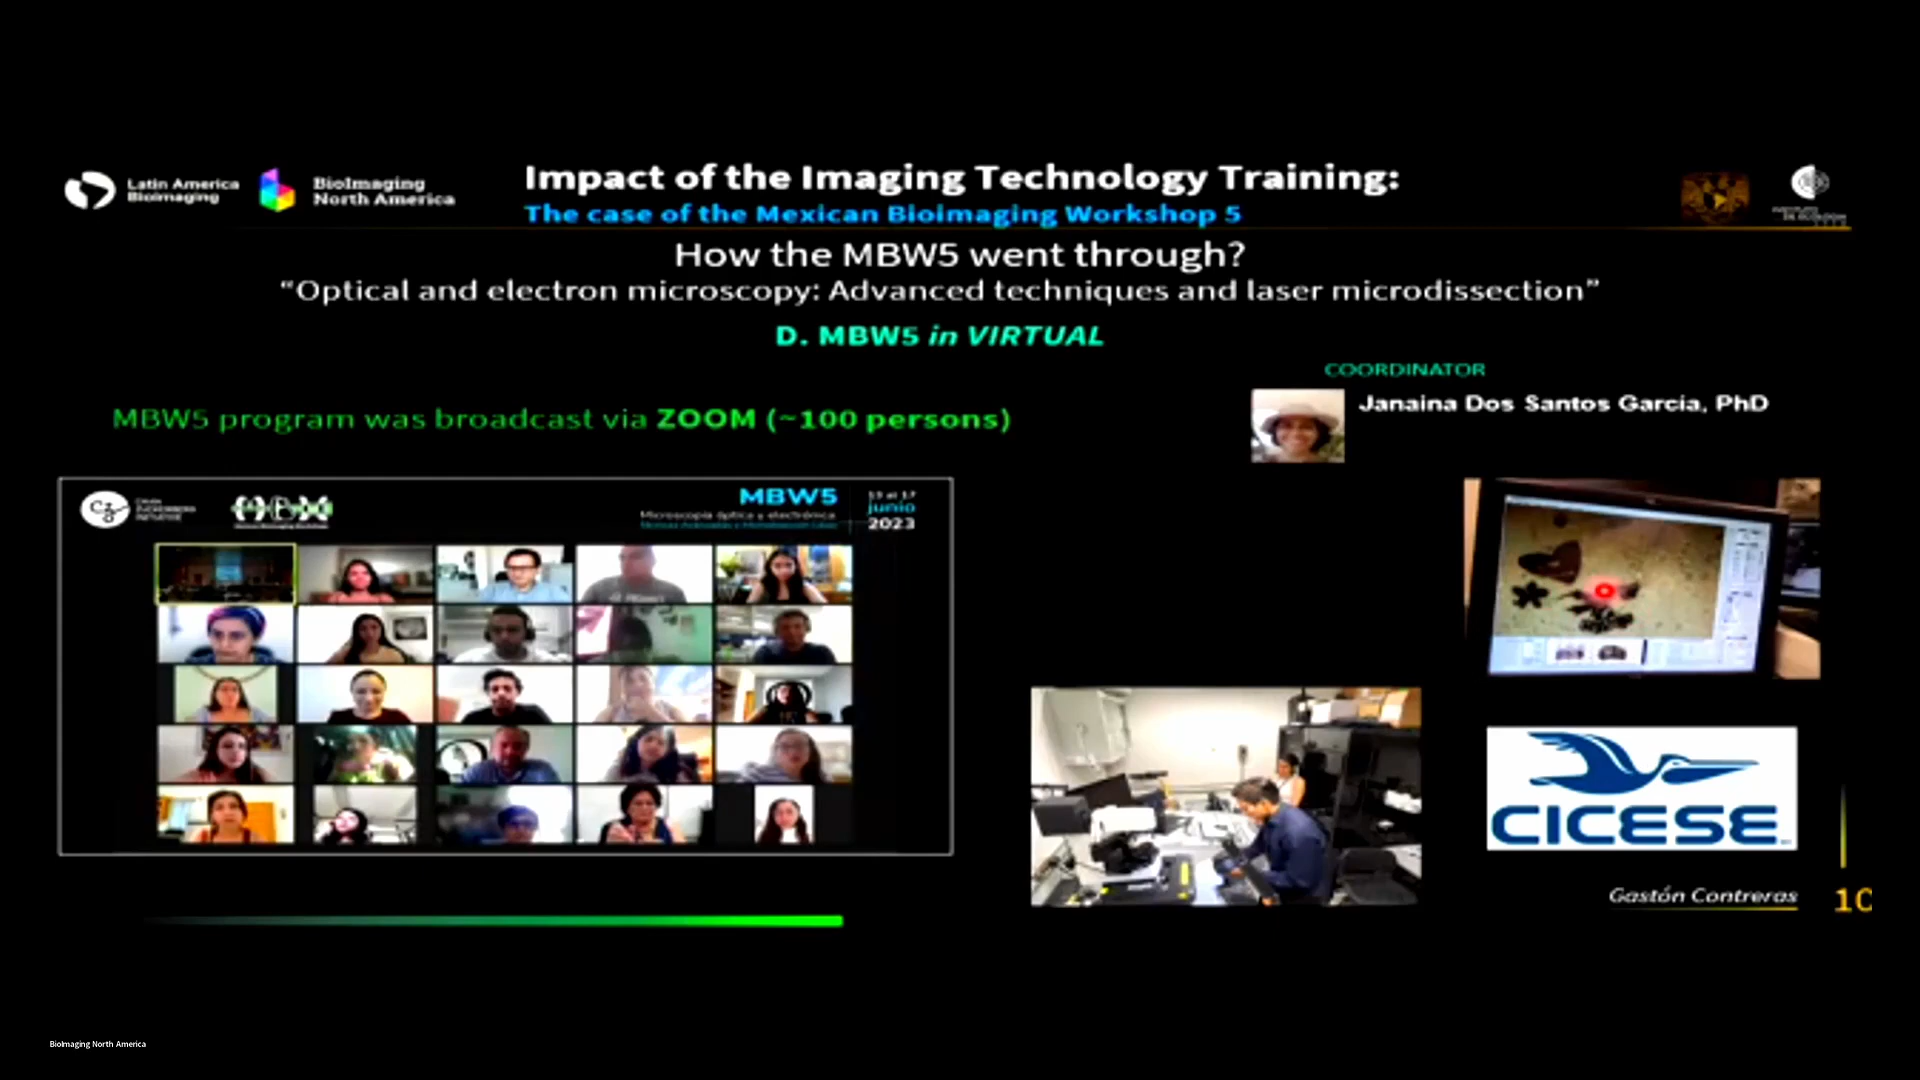 Latin America
Bioimaging
BioImaging
North America
Impact of the Imaging Technology Training:
The case of the Mexican BioImaging Workshop 5
How the MBW5 went through?
“Optical and electron microscopy: Advanced techniques and laser microdissection”
D. MBW5 in VIRTUAL
COORDINATOR
Janaina Dos Santos Garcia, PhD
MBW5 program was broadcast via ZOOM (~100 persons)
MBW5
Microscopía óptica y electrónica
junio
2023
CICESE
Gastón Contreras
10
BioImaging North America